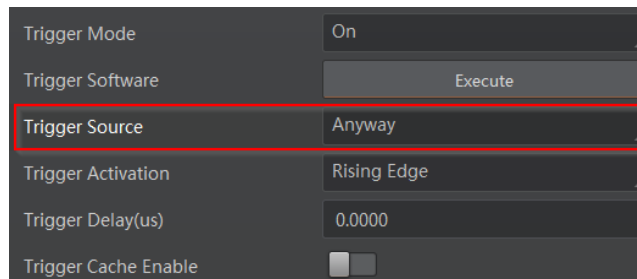 Trigger Mode On
Trigger Software Execute
Trigger Source Anyway
Trigger Activation Rising Edge
Trigger Delay(us) 0.0000
Trigger Cache Enable